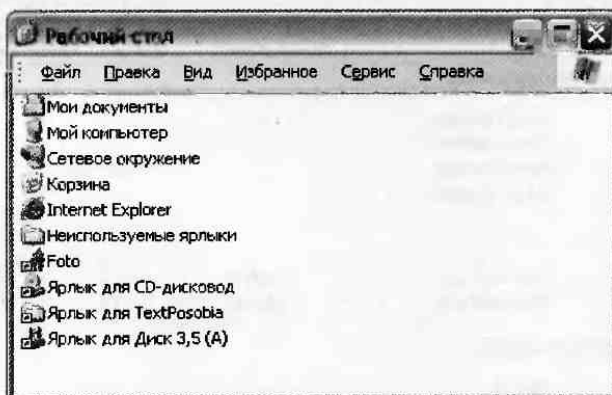 Рабочий стол
Файл Правка Вид Избранное Сервис Справка
Мои документы
Мой компьютер
Сетевое окружение
Корзина
Internet Explorer
Неиспользуемые ярлыки
Foto
Ярлык для CD-дисковод
Ярлык для TextPosobia
Ярлык для Диск 3,5 (A)